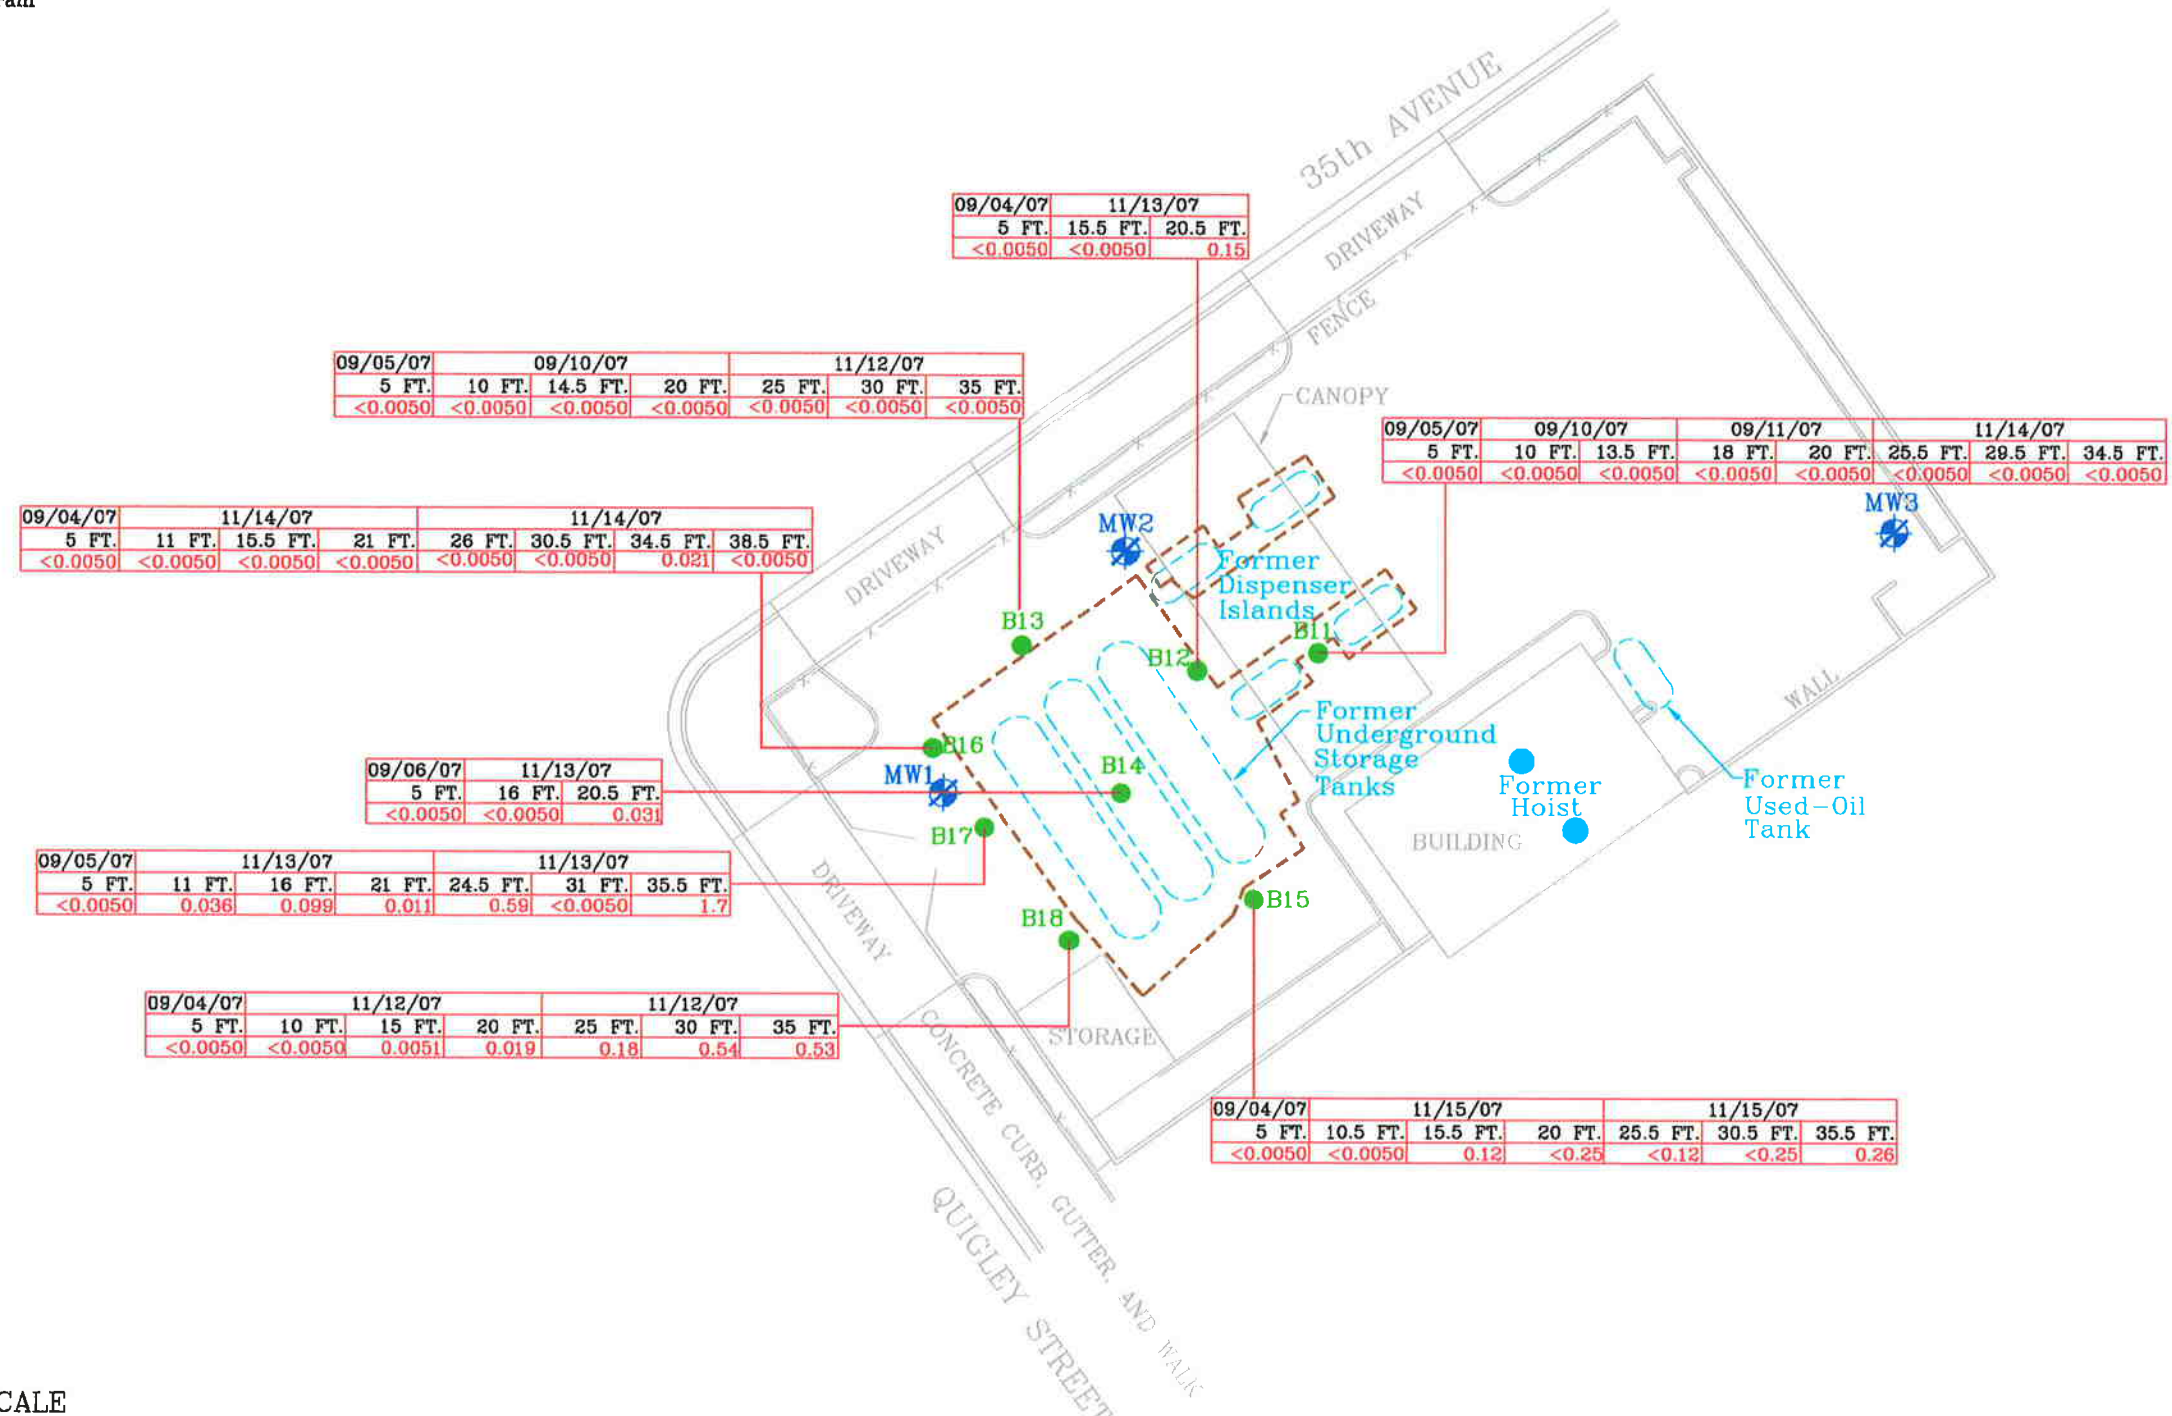 35th AVENUE
09/04/07 11/13/07
5 FT. 15.5 FT. 20.5 FT.
<0.0050 <0.0050 0.15
DRIVEWAY
FENCE
09/05/07 09/10/07 11/12/07
5 FT. 10 FT. 14.5 FT. 20 FT. 25 FT. 30 FT. 35 FT.
<0.0050 <0.0050 <0.0050 <0.0050 <0.0050 <0.0050 <0.0050
CANOPY
09/05/07 09/10/07 09/11/07 11/14/07
5 FT. 10 FT. 13.5 FT. 18 FT. 20 FT. 25.5 FT. 29.5 FT. 34.5 FT.
<0.0050 <0.0050 <0.0050 <0.0050 <0.0050 <0.0050 <0.0050 <0.0050
09/04/07 11/14/07 11/14/07
5 FT. 11 FT. 15.5 FT. 21 FT. 26 FT. 30.5 FT. 34.5 FT. 38.5 FT.
<0.0050 <0.0050 <0.0050 <0.0050 <0.0050 <0.0050 0.021 <0.0050
MW3
MW2
DRIVEWAY
Former
Dispenser
Islands
B13
B11
B12
WALL
Former
Underground
Storage
Tanks
B16
MW1
B14
09/06/07 11/13/07
5 FT. 16 FT. 20.5 FT.
<0.0050 <0.0050 0.031
Former
Hoist
Former
Used-Oil
Tank
B17
BUILDING
09/05/07 11/13/07 11/13/07
5 FT. 11 FT. 16 FT. 21 FT. 24.5 FT. 31 FT. 35.5 FT.
<0.0050 0.036 0.099 0.011 0.59 <0.0050 1.7
DRIVEWAY
B18
B15
09/04/07 11/12/07 11/12/07
5 FT. 10 FT. 15 FT. 20 FT. 25 FT. 30 FT. 35 FT.
<0.0050 <0.0050 0.0051 0.019 0.18 0.54 0.53
STORAGE
CONCRETE CURB, GUTTER, AND WALK
09/04/07 11/15/07 11/15/07
5 FT. 10.5 FT. 15.5 FT. 20 FT. 25.5 FT. 30.5 FT. 35.5 FT.
<0.0050 <0.0050 0.12 <0.25 <0.12 <0.25 0.26
QUIGLEY STREET
CALE